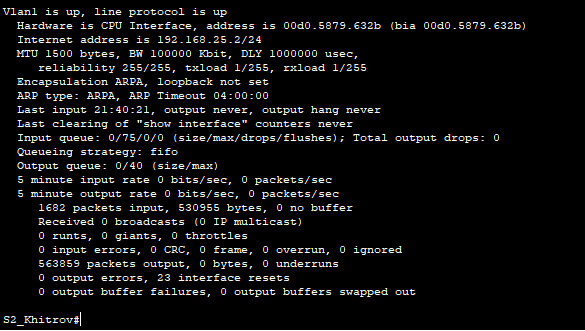 Vlan1 is up, line protocol is up
Hardware is CPU Interface, address is 00d0.5879.632b (bia 00d0.5879.632b)
Internet address is 192.168.25.2/24
MTU 1500 bytes, BW 100000 Kbit, DLY 1000000 usec,
reliability 255/255, txload 1/255, rxload 1/255
Encapsulation ARPA, loopback not set
ARP type: ARPA, ARP Timeout 04:00:00
Last input 21:40:21, output never, output hang never
Last clearing of "show interface" counters never
Input queue: 0/75/0/0 (size/max/drops/flushes); Total output drops: 0
Queueing strategy: fifo
Output queue: 0/40 (size/max)
5 minute input rate 0 bits/sec, 0 packets/sec
5 minute output rate 0 bits/sec, 0 packets/sec
1682 packets input, 530955 bytes, 0 no buffer
Received 0 broadcasts (0 IP multicast)
0 runts, 0 giants, 0 throttles
0 input errors, 0 CRC, 0 frame, 0 overrun, 0 ignored
563859 packets output, 0 bytes, 0 underruns
0 output errors, 23 interface resets
0 output buffer failures, 0 output buffers swapped out
S2_Khitrov#